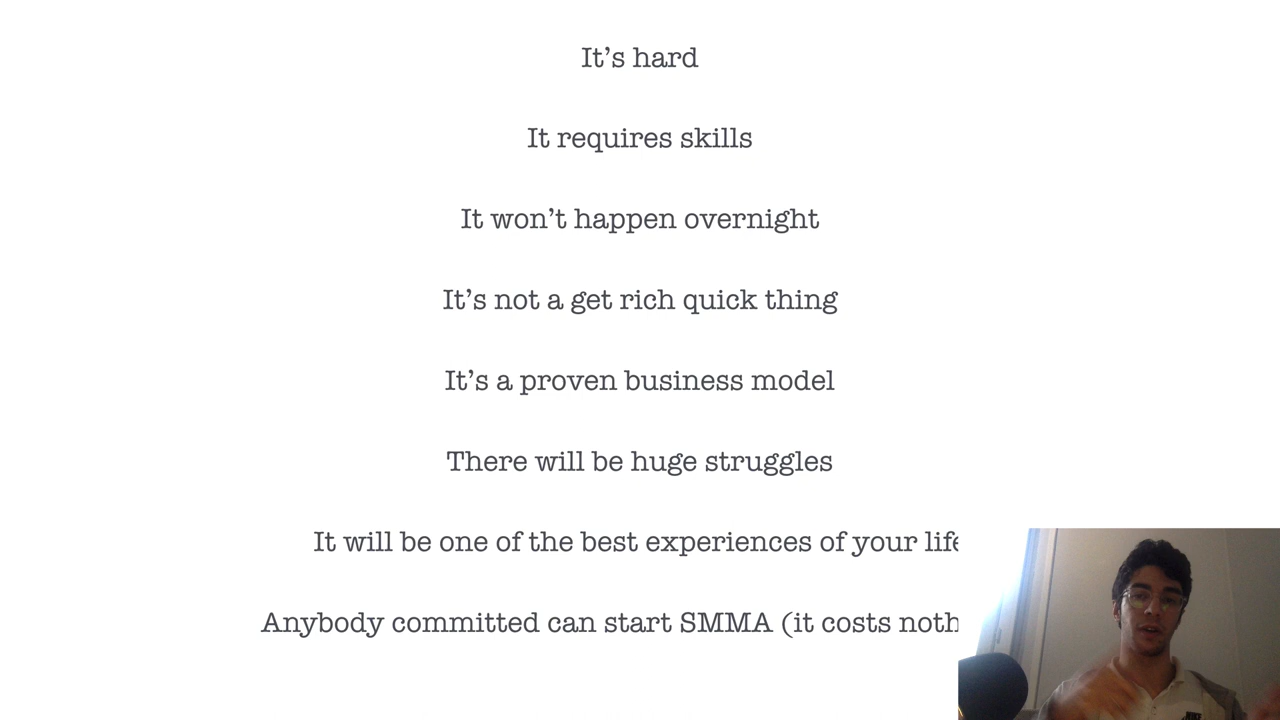 It's hard
It requires skills
It won't happen overnight
It's not a get rich quick thing
It's a proven business model
There will be huge struggles
It will be one of the best experiences of your life
Anybody committed can start SMMA (it costs noth